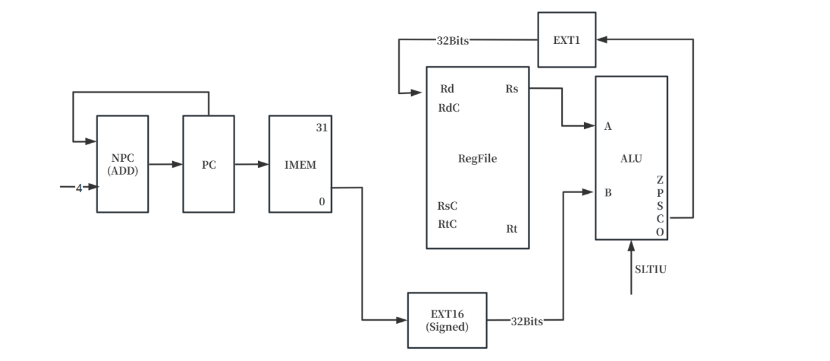 32Bits
EXT1
Rd
Rs
RdC
RegFile
RsC
RtC
Rt
A
ALU
B
Z
P
S
C
O
SLTIU
NPC
(ADD)
4
PC
31
IMEM
0
EXT16
(Signed)
32Bits